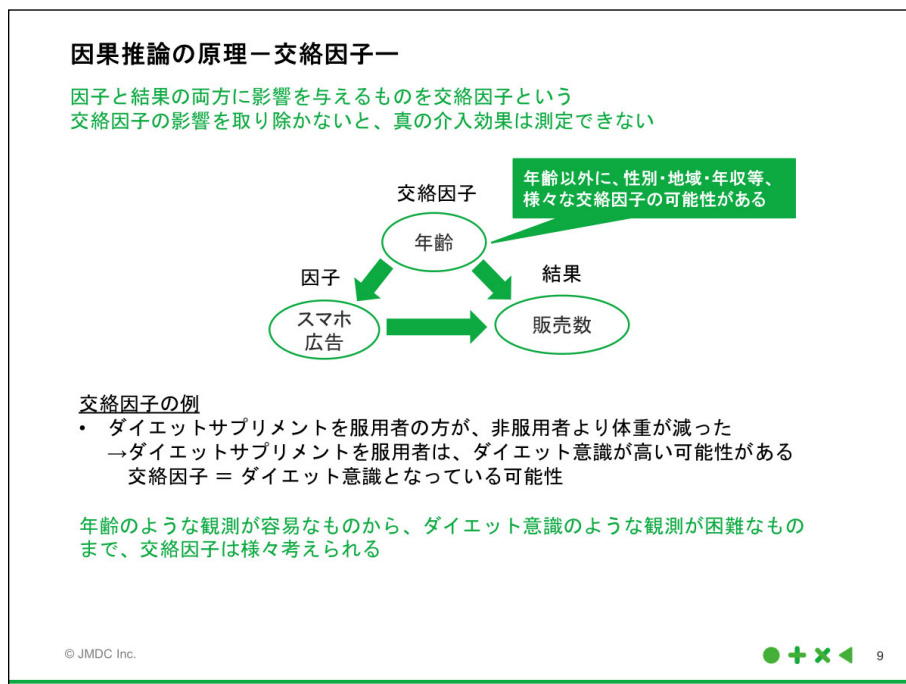 因果推論の原理－交絡因子ー
因子と結果の両方に影響を与えるものを交絡因子という
交絡因子の影響を取り除かないと、真の介入効果は測定できない
年齢以外に、性別・地域・年収等、
様々な交絡因子の可能性がある
交絡因子
年齢
因子
結果
スマホ
広告
販売数
交絡因子の例
• ダイエットサプリメントを服用者の方が、非服用者より体重が減った
→ダイエットサプリメントを服用者は、ダイエット意識が高い可能性がある
交絡因子 = ダイエット意識となっている可能性
年齢のような観測が容易なものから、ダイエット意識のような観測が困難なもの
まで、交絡因子は様々考えられる
© JMDC Inc.
9